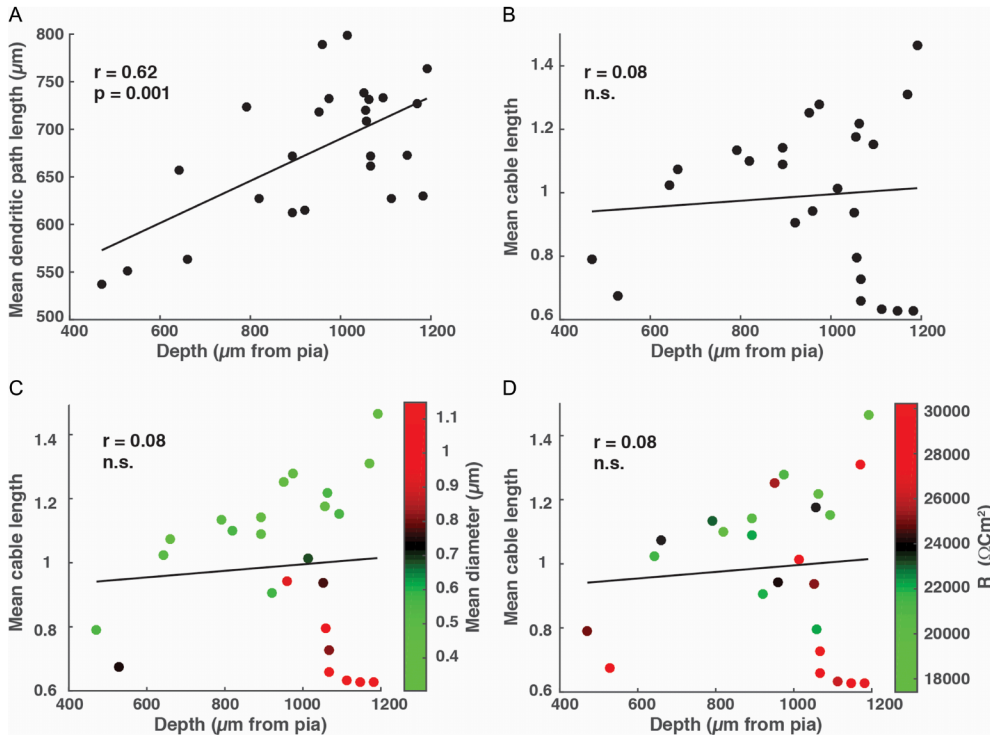 A
Mean dendritic path length (µm)
800
750
700
650
600
550
500
r = 0.62
p = 0.001
400
600
800
1000
1200
Depth (µm from pia)
B
Mean cable length
1.4
1.2
1
0.8
0.6
r = 0.08
n.s.
400
600
800
1000
1200
Depth (µm from pia)
C
Mean cable length
1.4
1.2
1
0.8
0.6
r = 0.08
n.s.
400
600
800
1000
1200
Depth (µm from pia)
1.1
1
0.9
0.8
0.7
0.6
0.5
0.4
Mean diameter (µm)
D
Mean cable length
1.4
1.2
1
0.8
0.6
r = 0.08
n.s.
400
600
800
1000
1200
Depth (µm from pia)
30000
28000
26000
24000
22000
20000
18000
(ΩCm²)